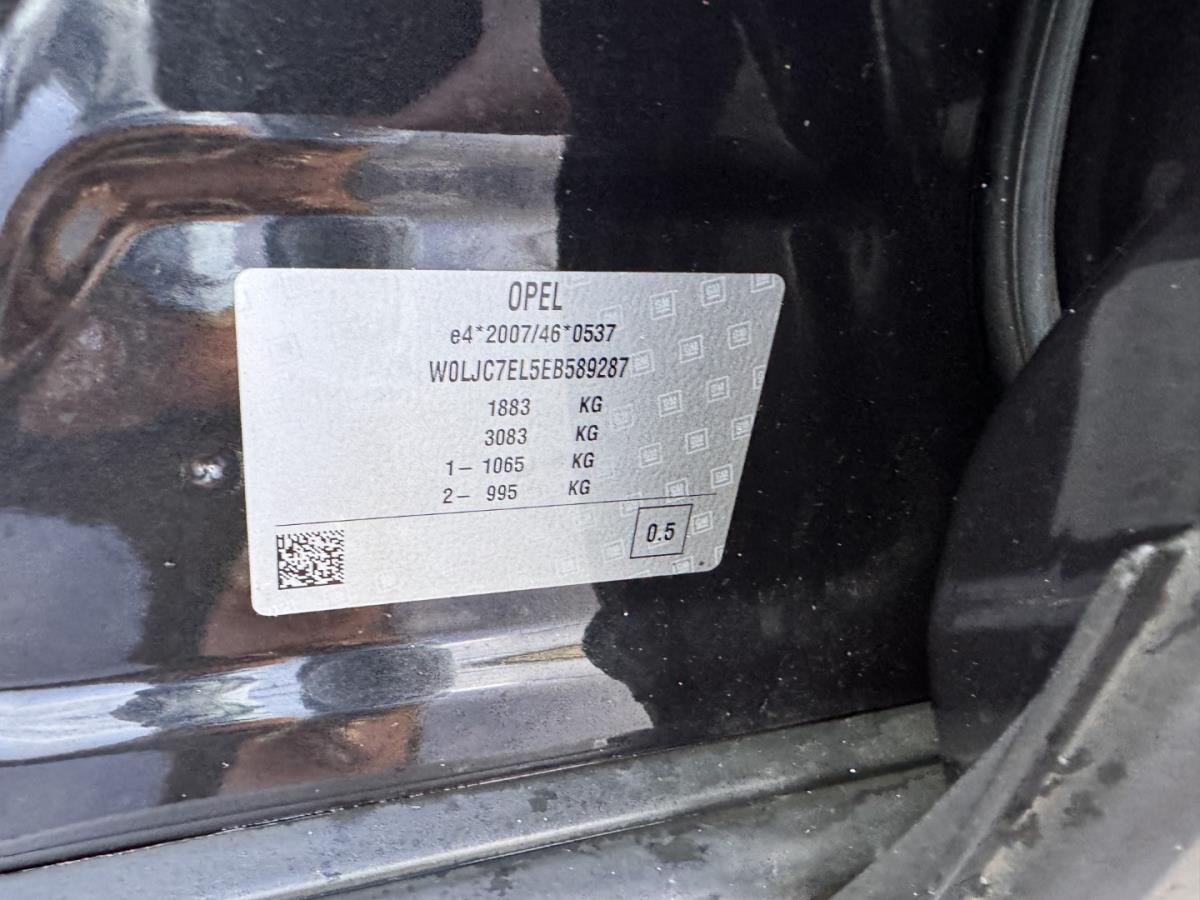 OPEL
e4*2007/46*0537
W0LJC7EL5EB589287
1883 KG
3083 KG
1– 1065 KG
2– 995 KG
0.5